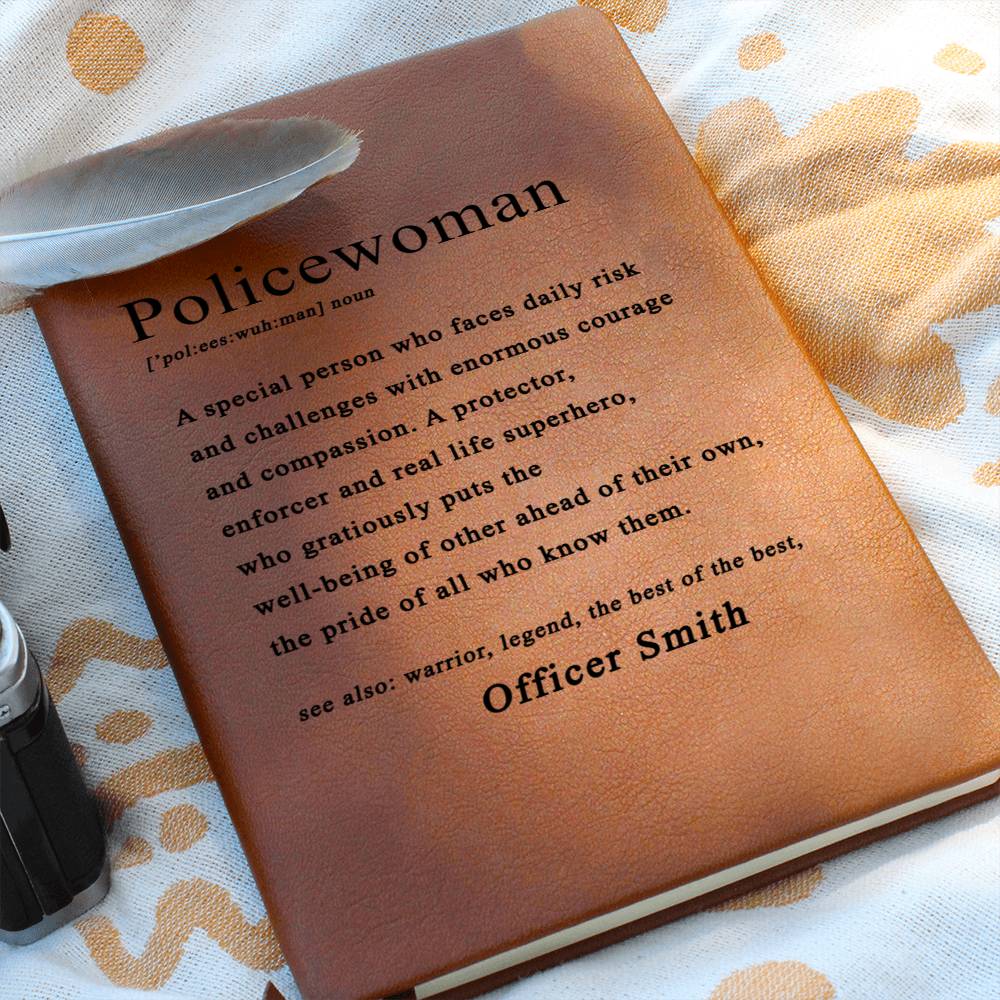 Policewoman
['pol:ees:wuh:man] noun
A special person who faces daily risk
and challenges with enormous courage
and compassion. A protector,
enforcer and real life superhero,
who gratiously puts the
well-being of other ahead of their own,
the pride of all who know them.
see also: warrior, legend, the best of the best,
Officer Smith